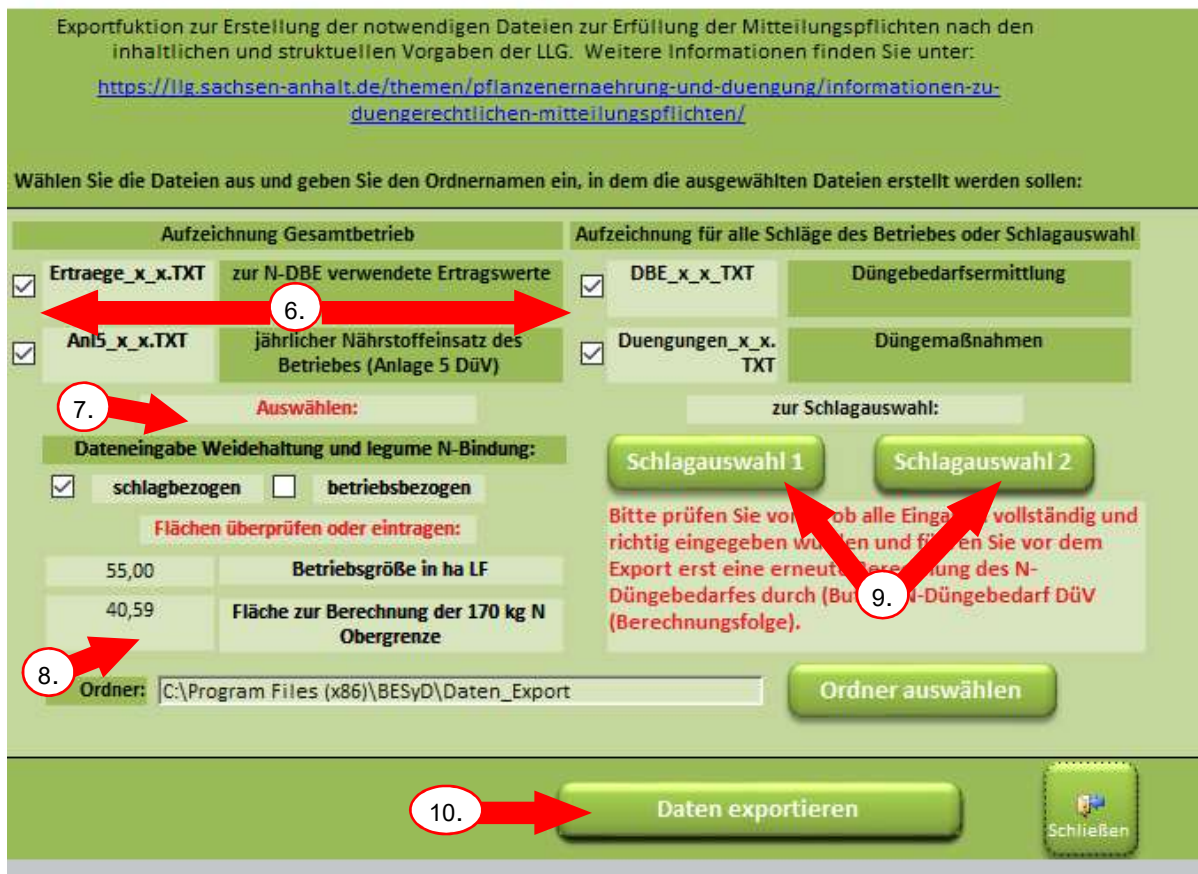 Exportfuktion zur Erstellung der notwendigen Dateien zur Erfüllung der Mitteilungspflichten nach den
inhaltlichen und struktuellen Vorgaben der LLG. Weitere Informationen finden Sie unter:
https://llg.sachsen-anhalt.de/themen/pflanzenernaehrung-und-duengung/informationen-zu-
duengerechtlichen-mitteilungspflichten/
Wählen Sie die Dateien aus und geben Sie den Ordnernamen ein, in dem die ausgewählten Dateien erstellt werden sollen:
Aufzeichnung Gesamtbetrieb
Ertraege_x_x.TXT
zur N-DBE verwendete Ertragswerte
6.
Anl5_x_x.TXT
jährlicher Nährstoffeinsatz des
Betriebes (Anlage 5 DüV)
7.
Auswählen:
Dateneingabe Weidehaltung und legume N-Bindung:
schlagbezogen
betriebsbezogen
Flächen überprüfen oder eintragen:
55,00
Betriebsgröße in ha LF
40,59
Fläche zur Berechnung der 170 kg N
Obergrenze
8.
Aufzeichnung für alle Schläge des Betriebes oder Schlagauswahl
DBE_x_x_TXT
Düngebedarfsermittlung
Duengungen_x_x.
TXT
Düngemaßnahmen
zur Schlagauswahl:
Schlagauswahl 1
Schlagauswahl 2
Bitte prüfen Sie ob alle vollständig und
richtig eingegeben und Sie vor dem
Export erst eine des N-
Düngebedarfes durch N-Düngebedarf DüV
(Berechnungsfolge).
9.
Ordner:
C:\Program Files (x86)\BESyD\Daten_Export
Ordner auswählen
10.
Daten exportieren
Schließen